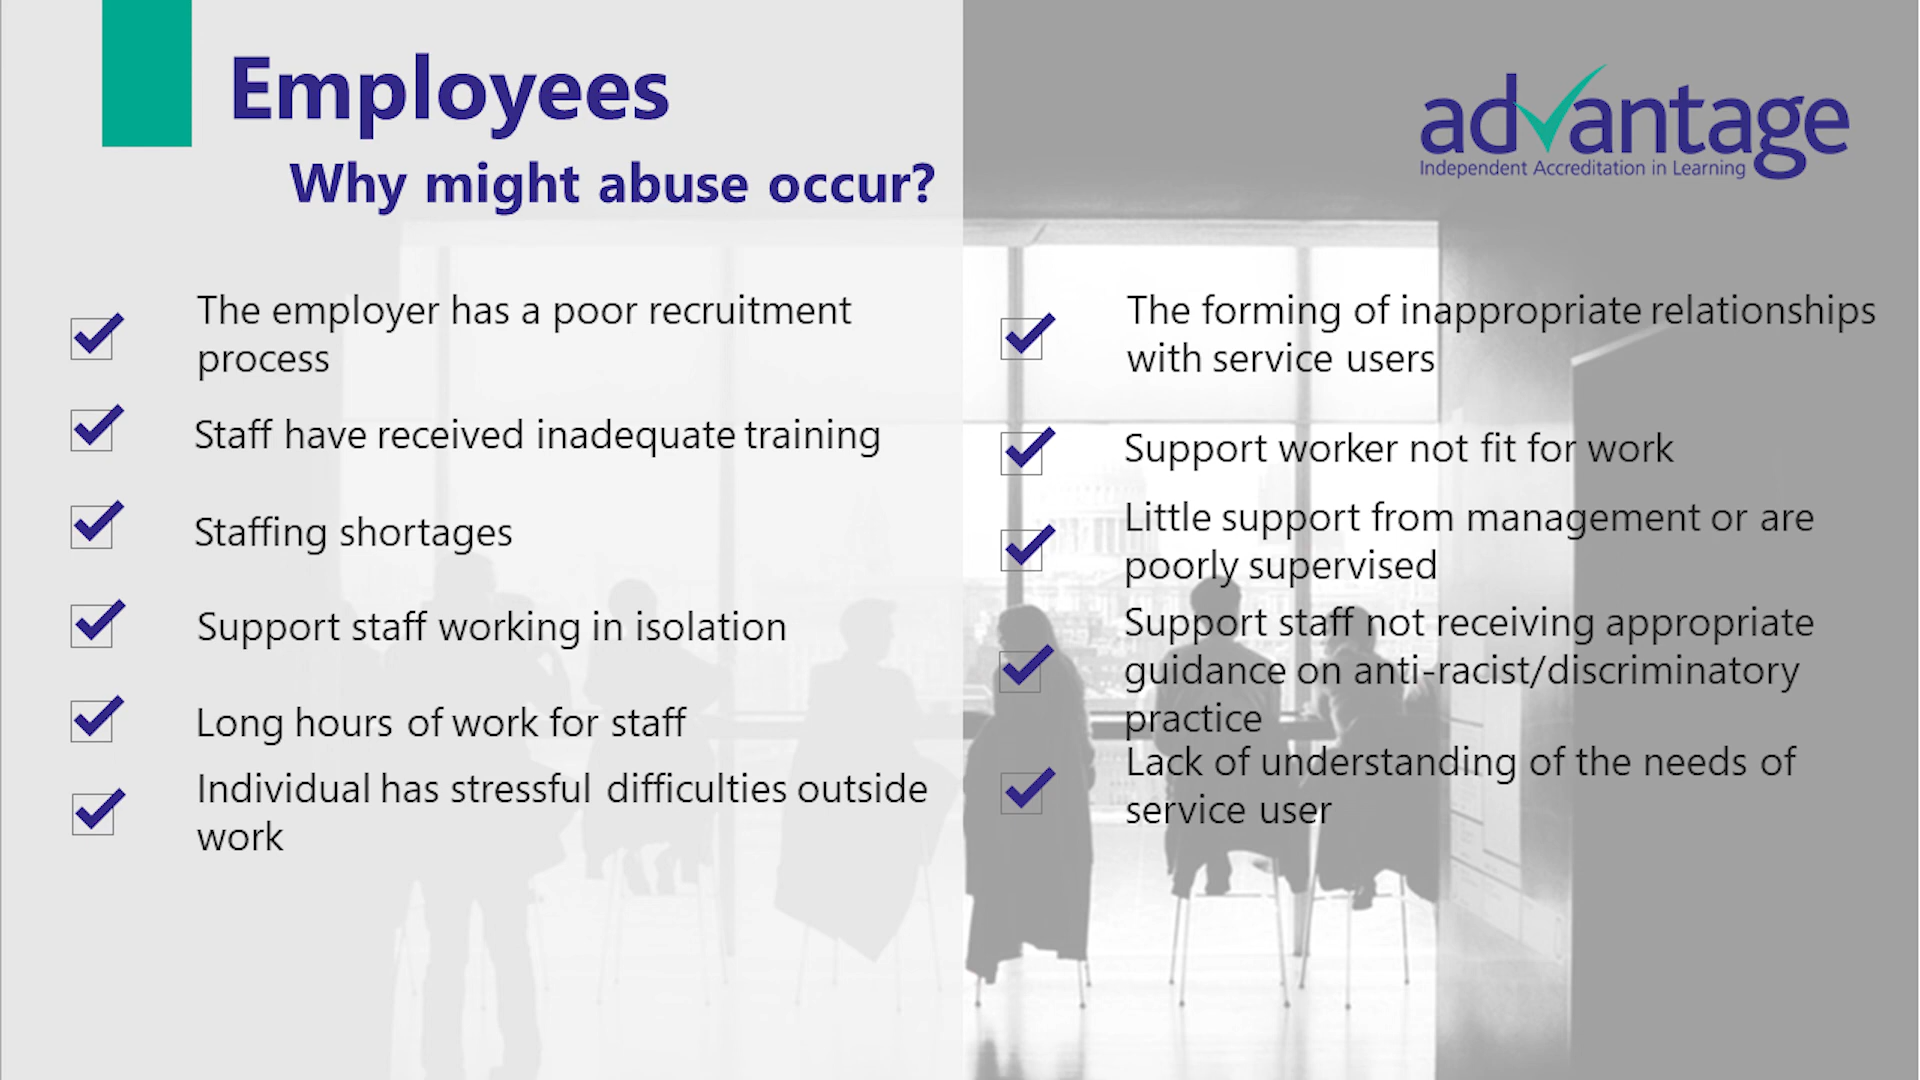 Employees
Why might abuse occur?
advantage
Independent Accreditation in Learning
The employer has a poor recruitment
process
Staff have received inadequate training
Staffing shortages
Support staff working in isolation
Long hours of work for staff
Individual has stressful difficulties outside
work
The forming of inappropriate relationships
with service users
Support worker not fit for work
Little support from management or are
poorly supervised
Support staff not receiving appropriate
guidance on anti-racist/discriminatory
practice
Lack of understanding of the needs of
service user